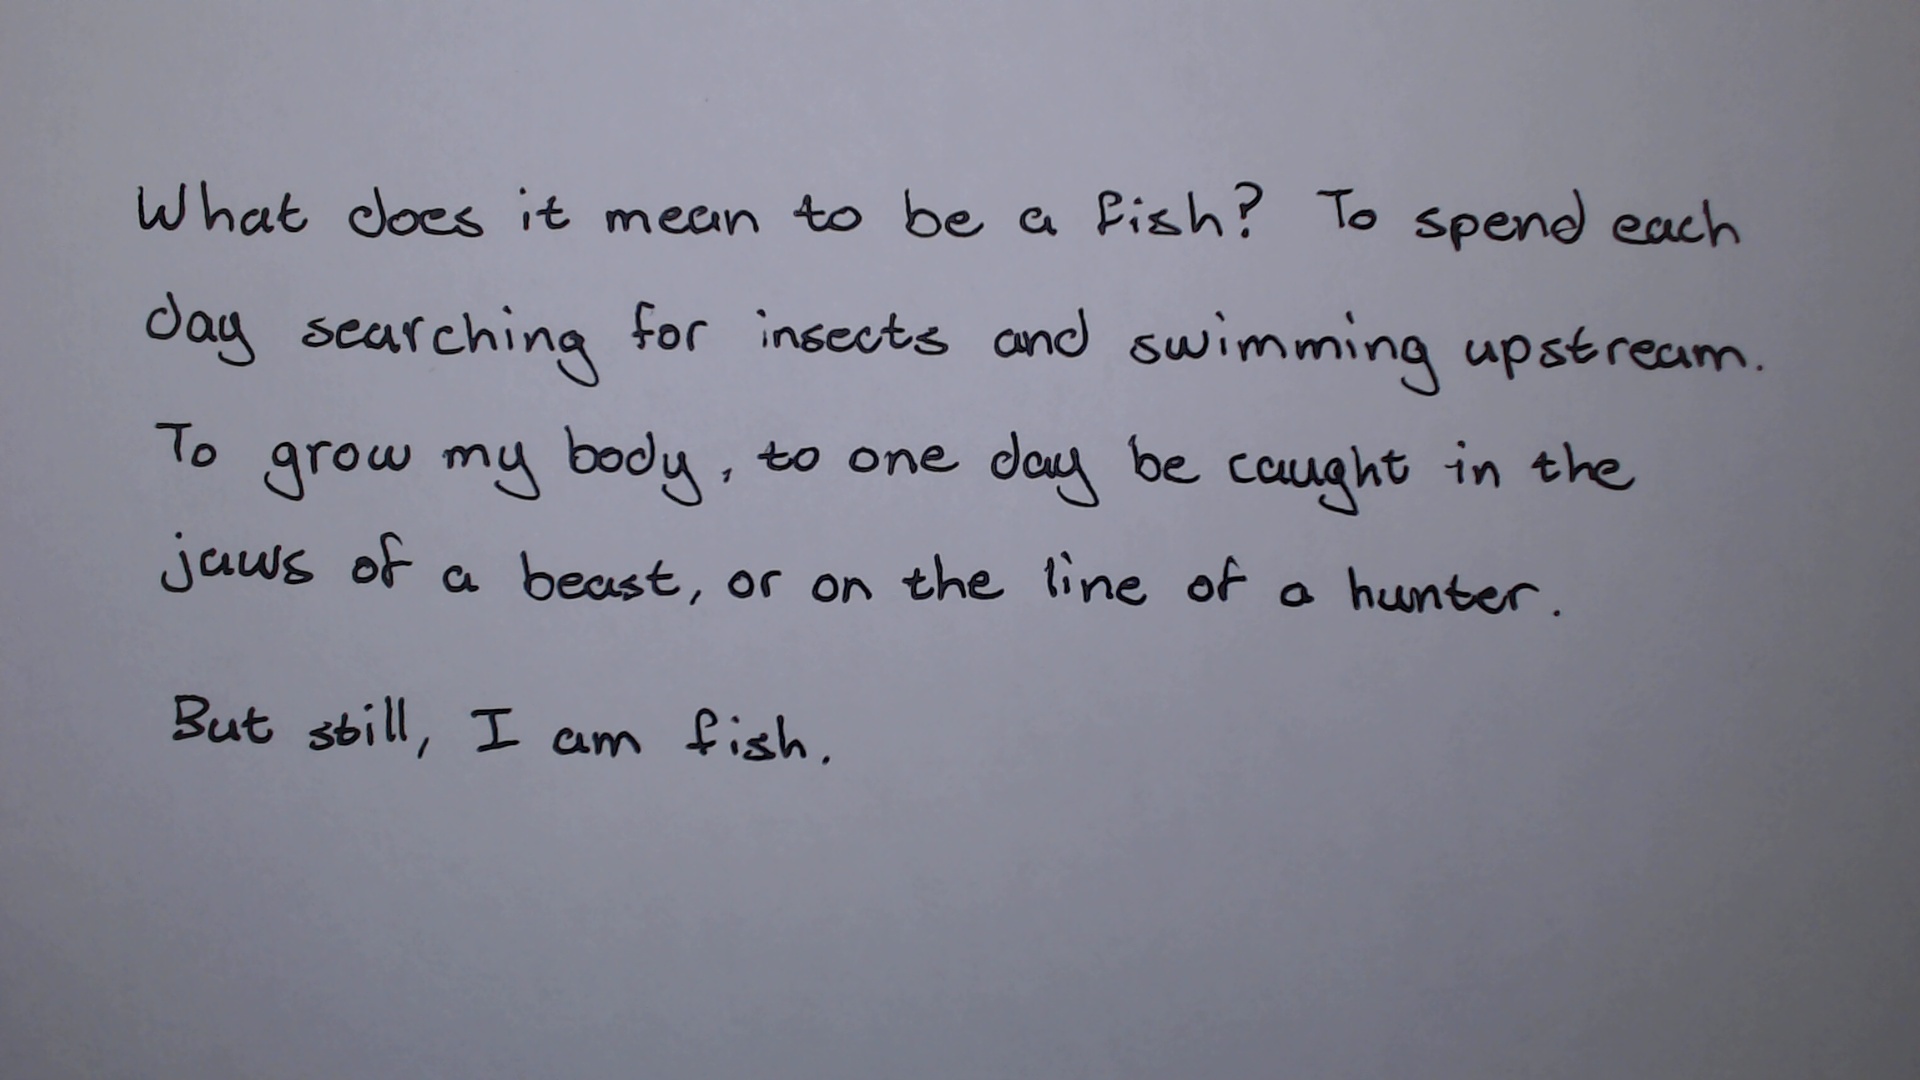 What does it mean to be a fish? To spend each
day searching for insects and swimming upstream.
To grow my body, to one day be caught in the
jaws of a beast, or on the line of a hunter.
But still, I am fish.